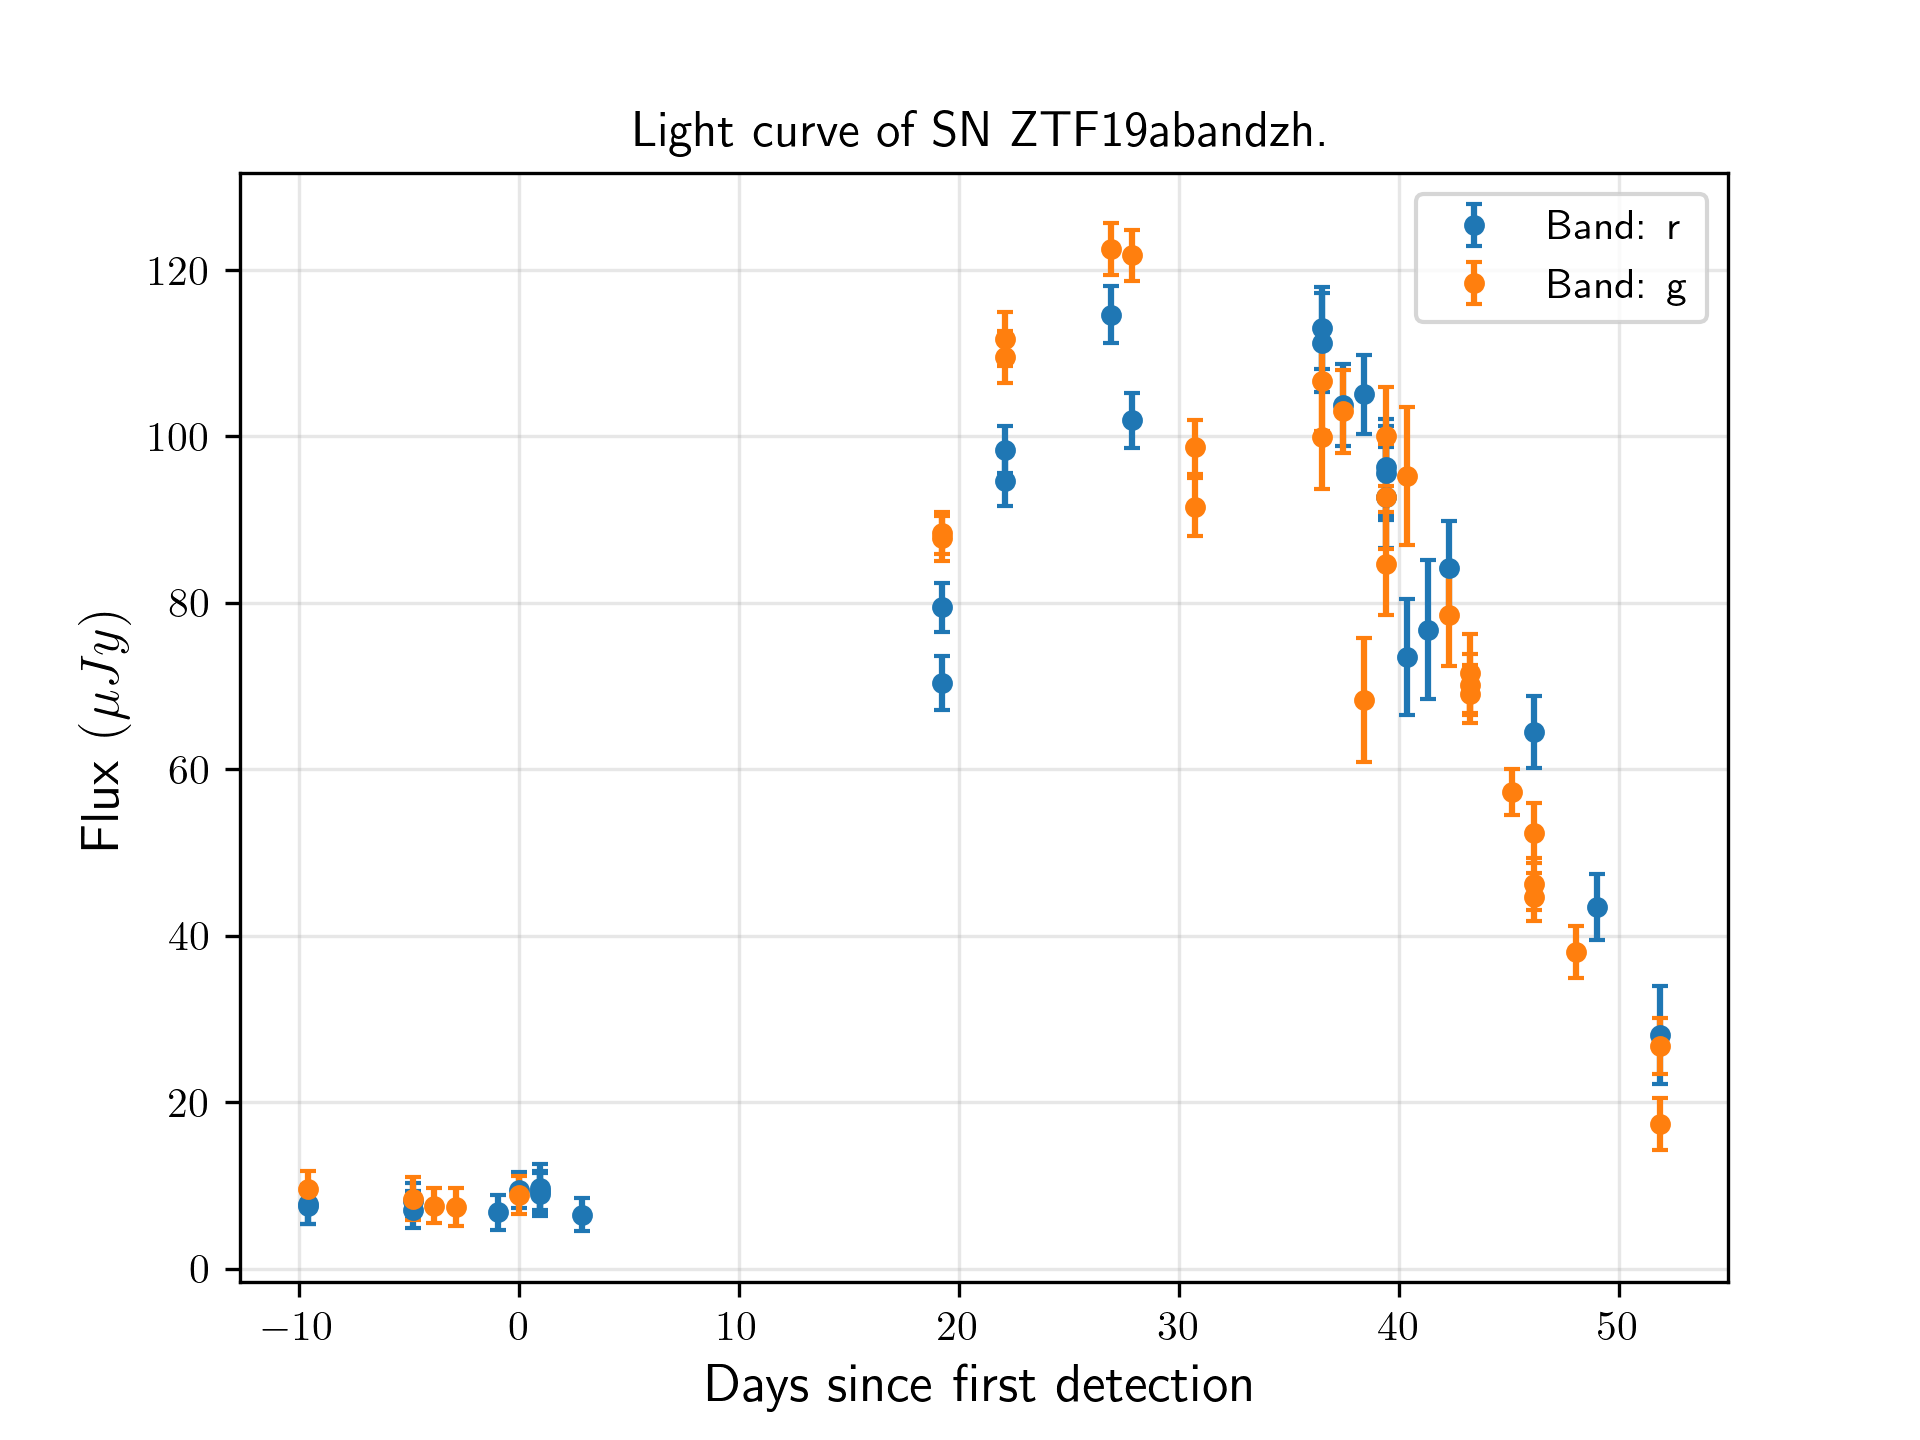 Light curve of SN ZTF19abandzh.
Band: r
Band: g
120
100
80
60
40
20
0
Flux (μJy)
−10 0 10 20 30 40 50
Days since first detection